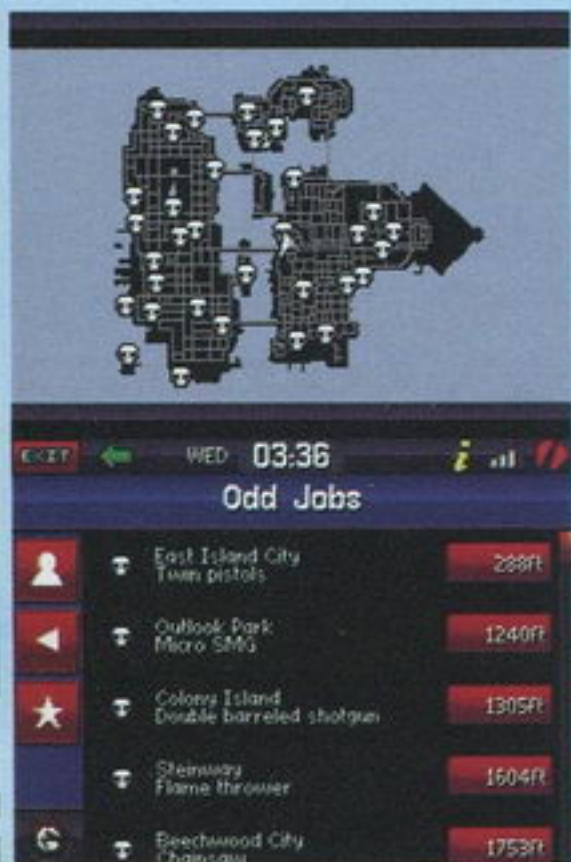 EXIT WED 03:36 i
Odd Jobs
East Island City
Twin pistols
288ft
Outlook Park
Micro SMG
1240ft
Colony Island
Double barreled shotgun
1305ft
Steinway
Flame thrower
1604ft
Beechwood City
Chainsaw
1753ft